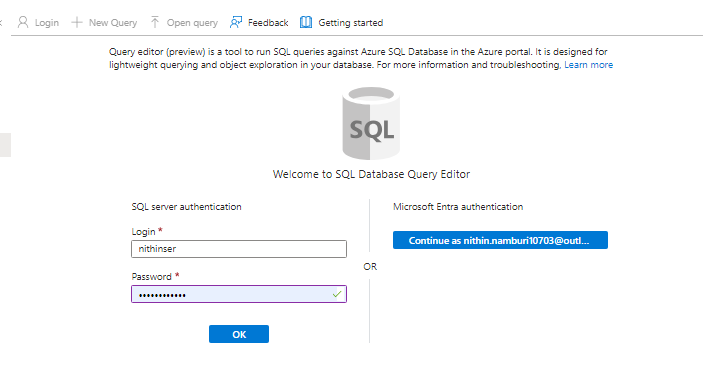 Login New Query Open query Feedback Getting started
Query editor (preview) is a tool to run SQL queries against Azure SQL Database in the Azure portal. It is designed for
lightweight querying and object exploration in your database. For more information and troubleshooting, Learn more
SQL
Welcome to SQL Database Query Editor
SQL server authentication
Login *
nithinser
Password *
••••••••••••
OK
OR
Microsoft Entra authentication
Continue as nithin.namburi10703@outl...